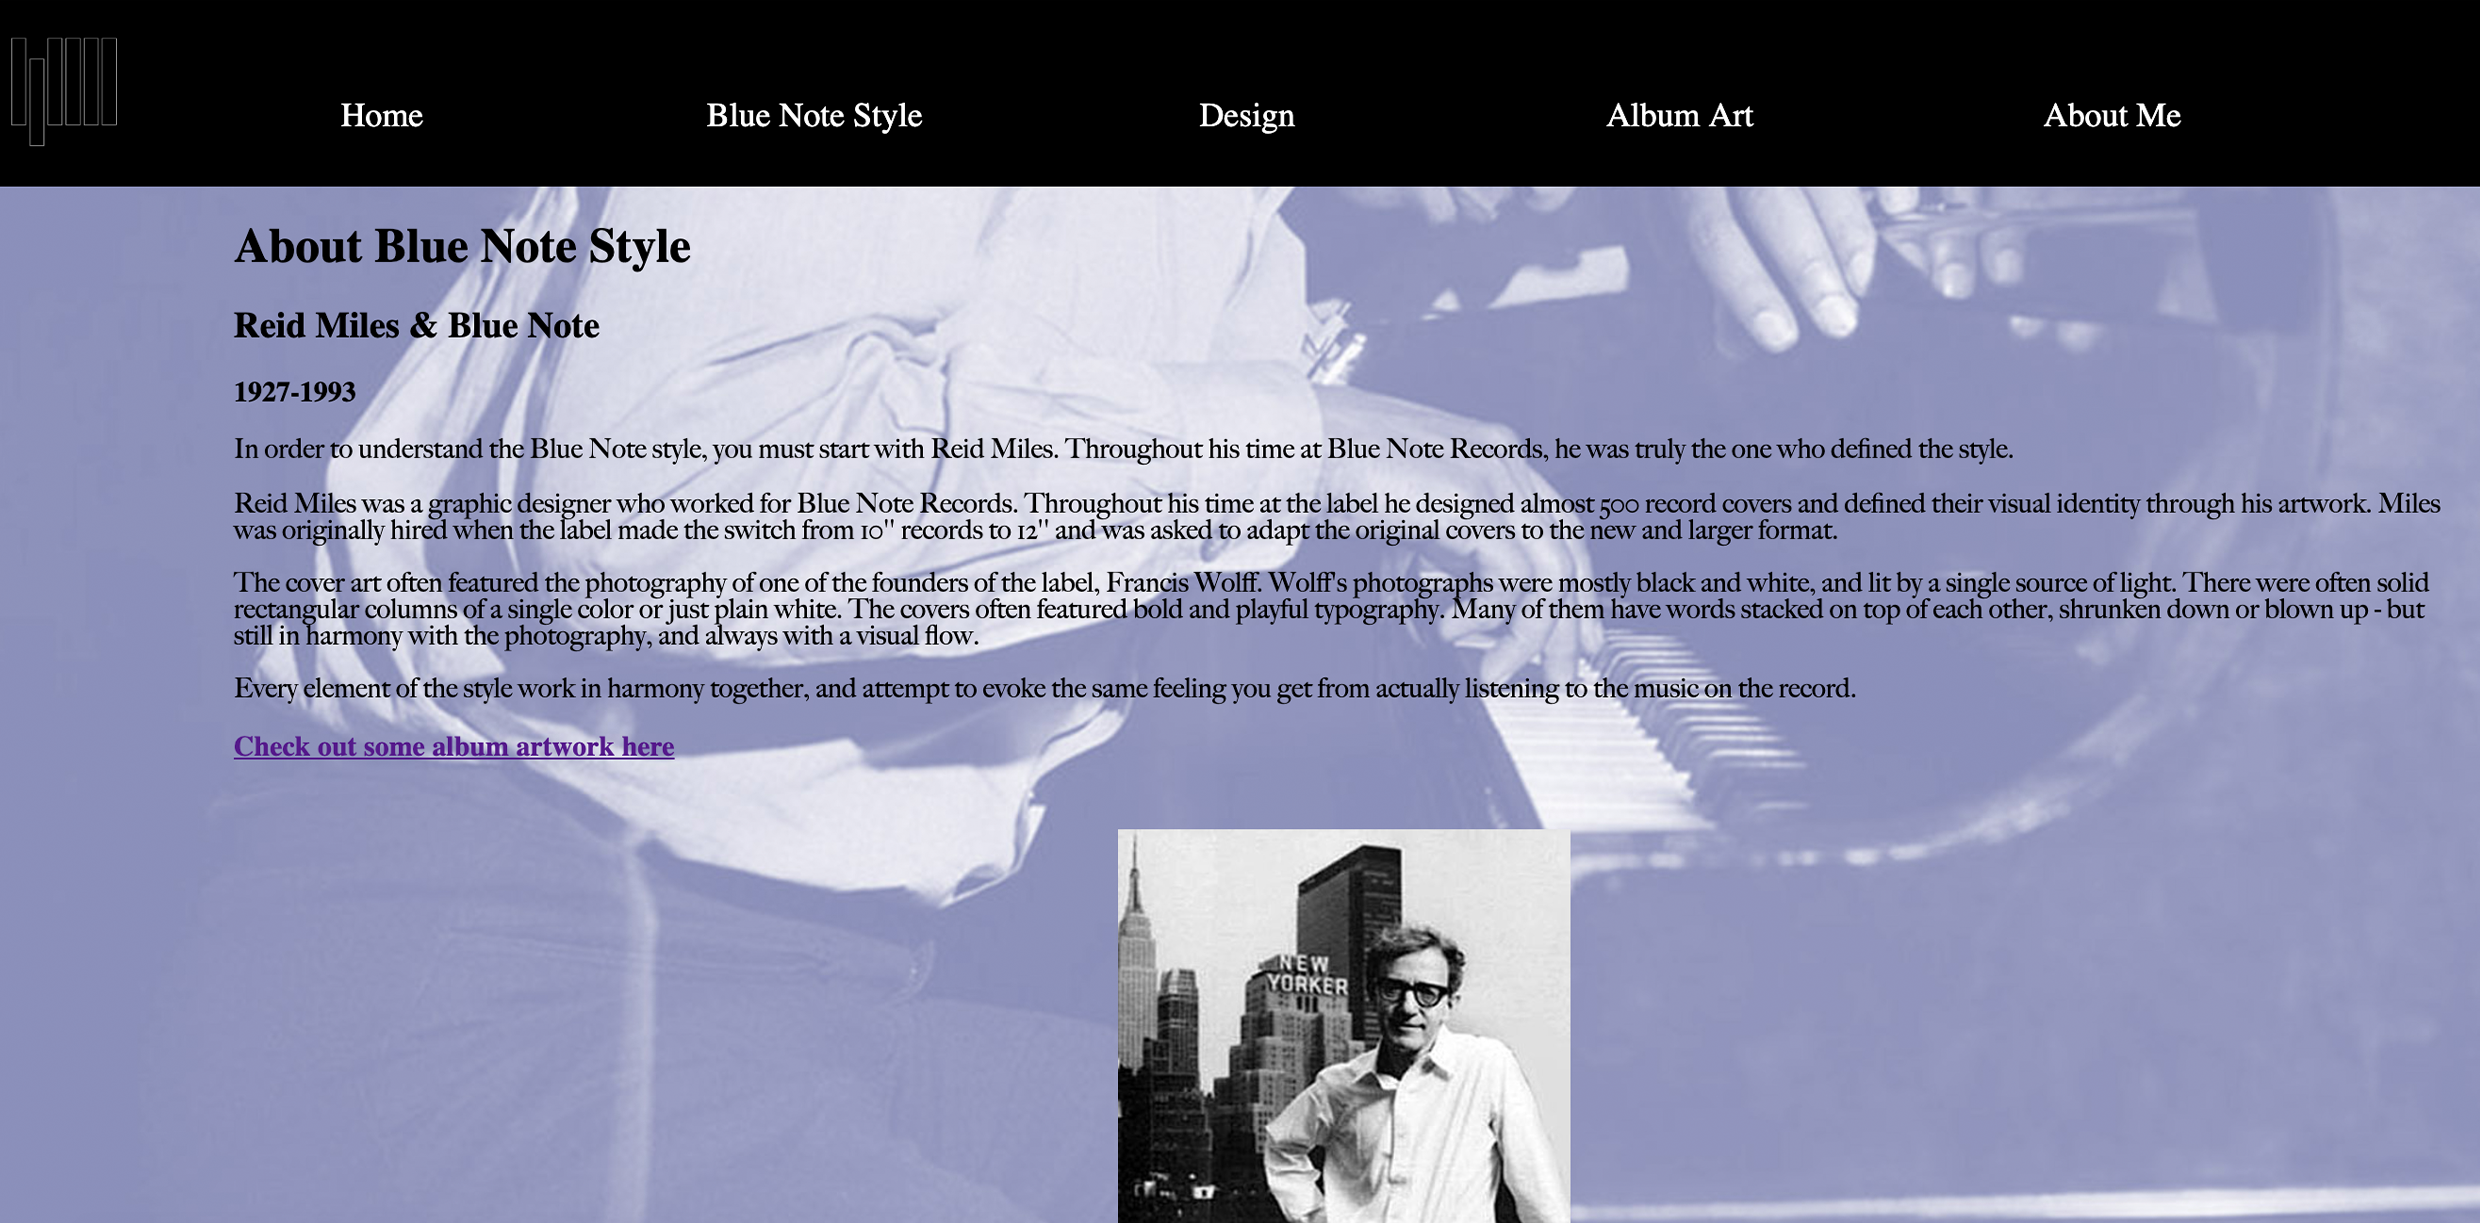 Home Blue Note Style Design Album Art About Me
About Blue Note Style
Reid Miles & Blue Note
1927-1993
In order to understand the Blue Note style, you must start with Reid Miles. Throughout his time at Blue Note Records, he was truly the one who defined the style.
Reid Miles was a graphic designer who worked for Blue Note Records. Throughout his time at the label he designed almost 500 record covers and defined their visual identity through his artwork. Miles
was originally hired when the label made the switch from 10" records to 12" and was asked to adapt the original covers to the new and larger format.
The cover art often featured the photography of one of the founders of the label, Francis Wolff. Wolff's photographs were mostly black and white, and lit by a single source of light. There were often solid
rectangular columns of a single color or just plain white. The covers often featured bold and playful typography. Many of them have words stacked on top of each other, shrunken down or blown up - but
still in harmony with the photography, and always with a visual flow.
Every element of the style work in harmony together, and attempt to evoke the same feeling you get from actually listening to the music on the record.
Check out some album artwork here
NEW
YORKER